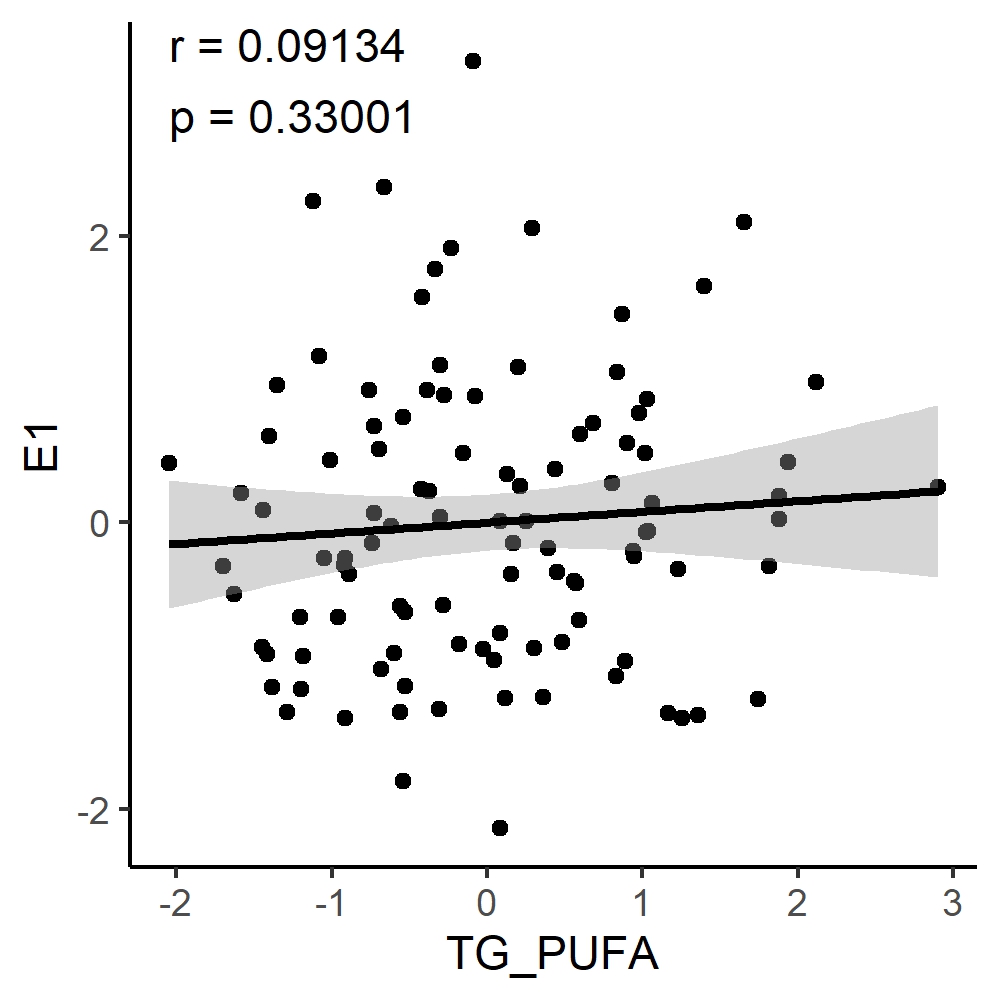 r = 0.09134
p = 0.33001
E1
2
0
-2
-2 -1 0 1 2 3
TG_PUFA